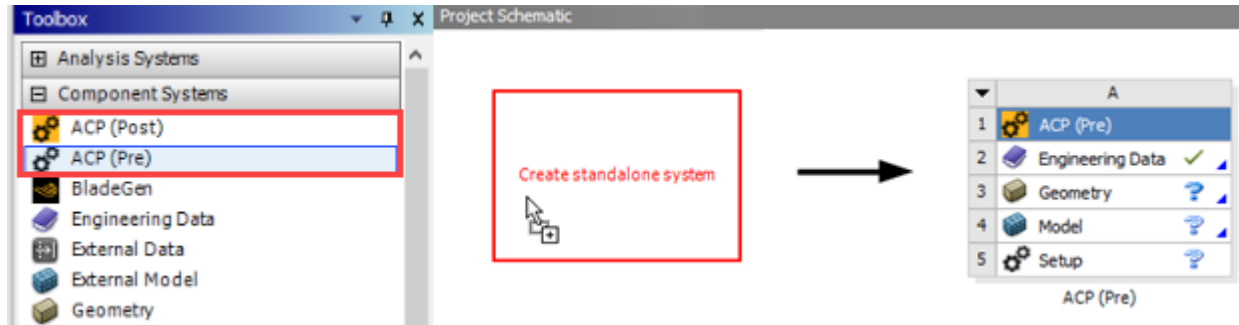 Toolbox
Analysis Systems
Component Systems
ACP (Post)
ACP (Pre)
BladeGen
Engineering Data
External Data
External Model
Geometry
Project Schematic
Create standalone system
A
1 ACP (Pre)
2 Engineering Data
3 Geometry
4 Model
5 Setup
ACP (Pre)